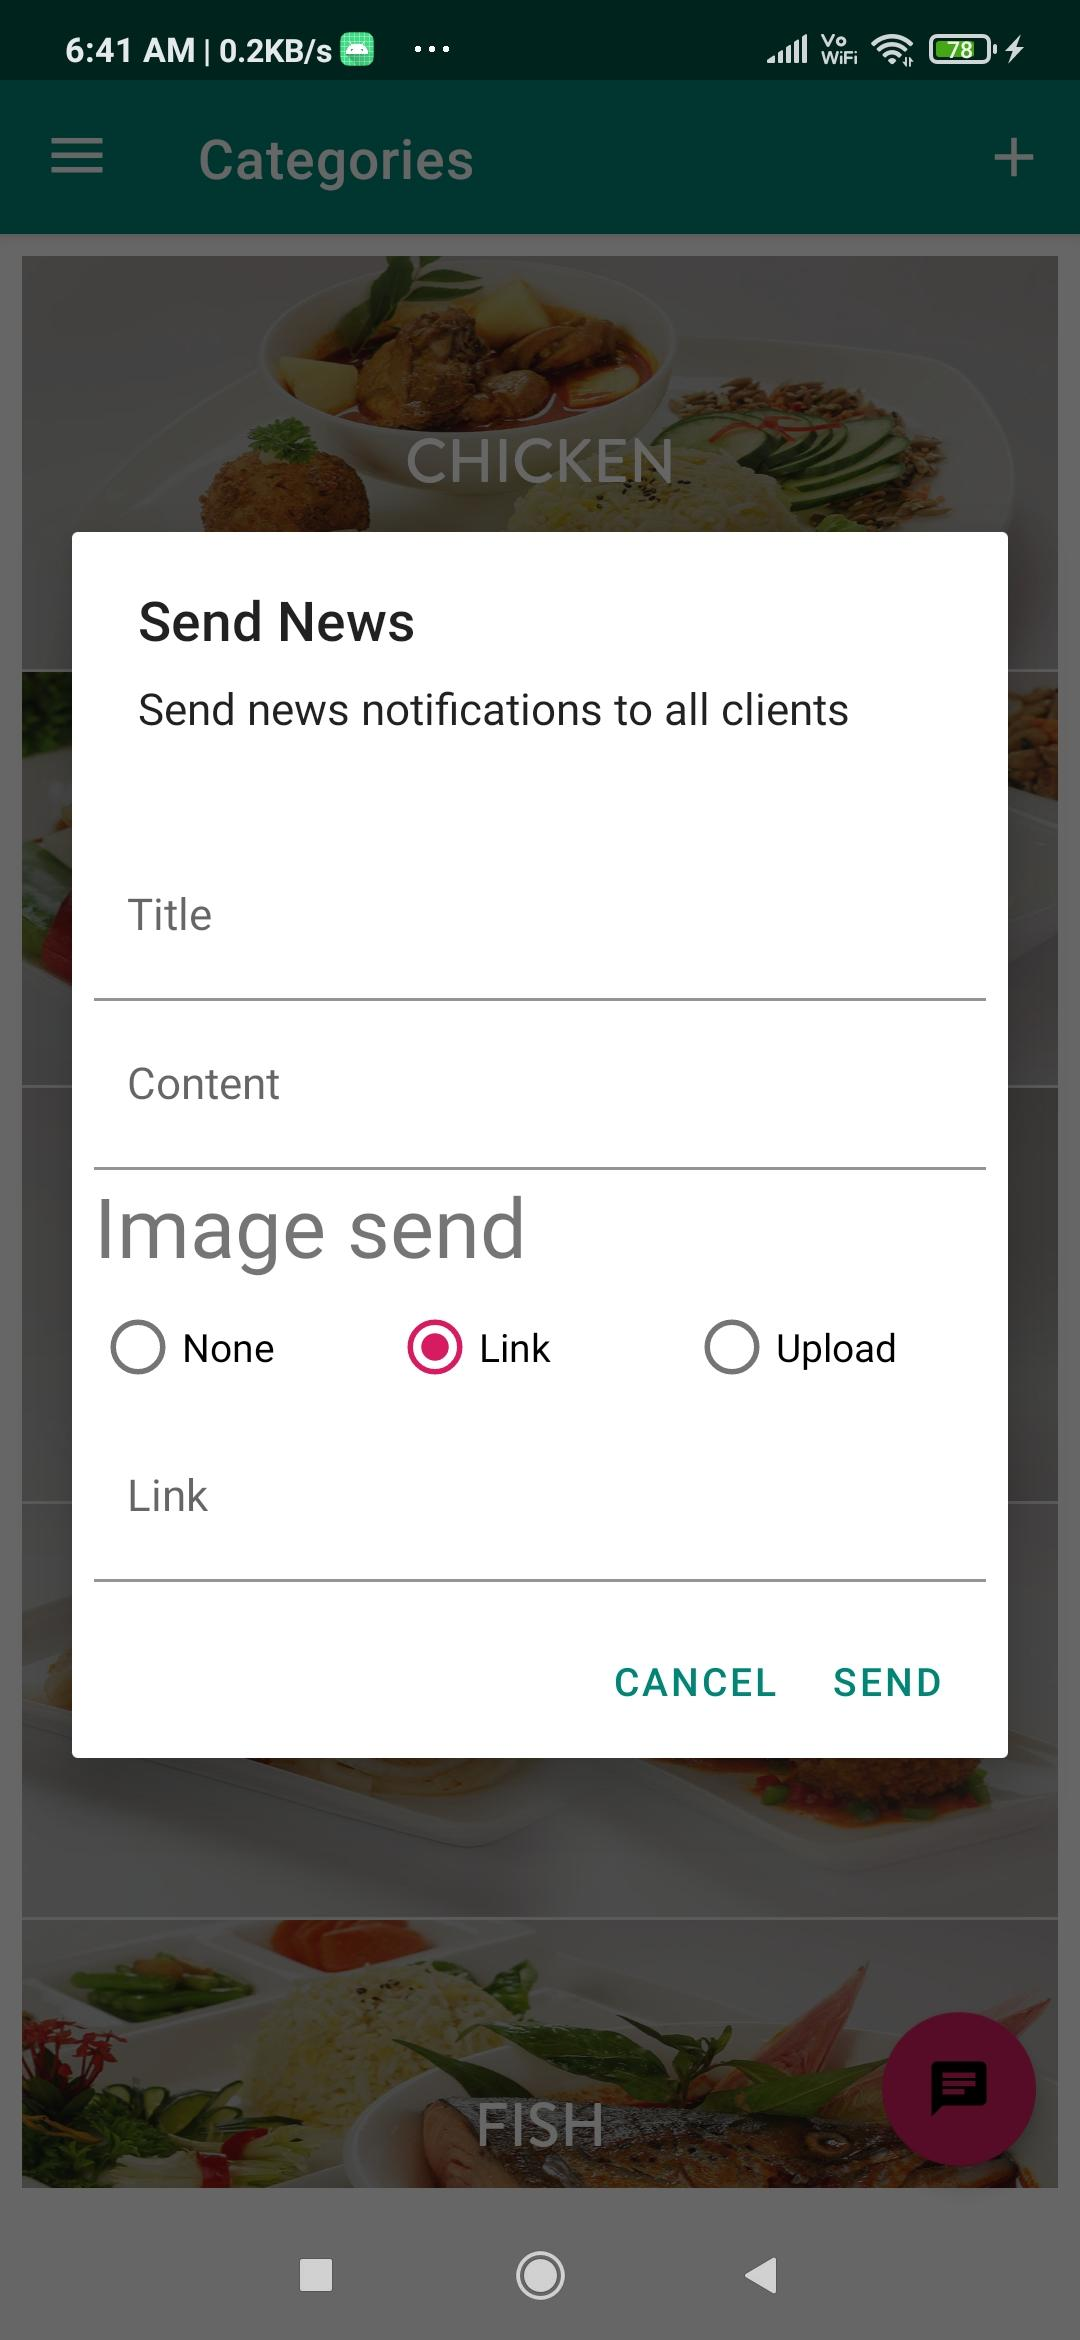 6:41 AM | 0.2KB/s ... Vo WiFi 78
Categories
CHICKEN
Send News
Send news notifications to all clients
Title
Content
Image send
None Link Upload
Link
CANCEL SEND
FISH